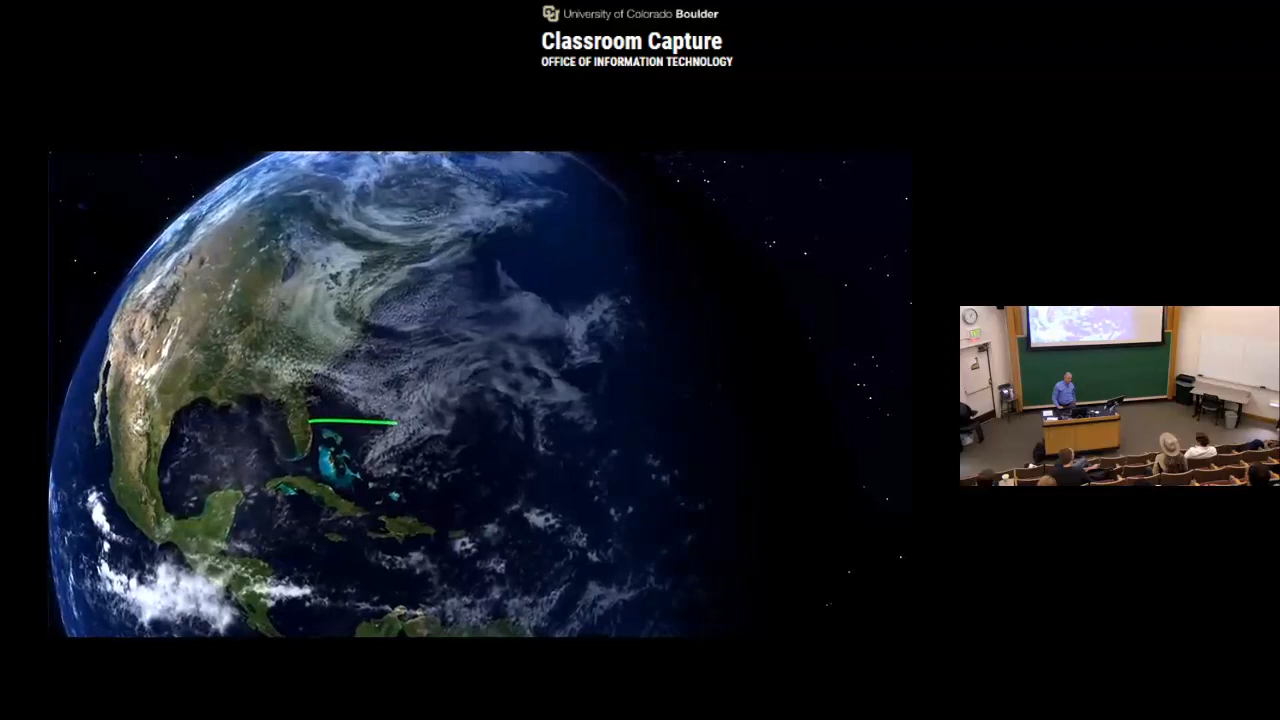 University of Colorado Boulder
Classroom Capture
OFFICE OF INFORMATION TECHNOLOGY